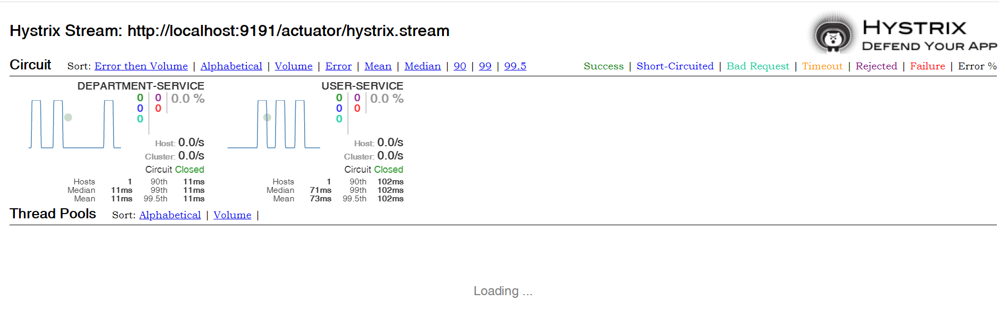 Hystrix Stream: http://localhost:9191/actuator/hystrix.stream
HYSTRIX
DEFEND YOUR APP
Circuit Sort: Error then Volume | Alphabetical | Volume | Error | Mean | Median | 90 | 99 | 99.5
Success | Short-Circuited | Bad Request | Timeout | Rejected | Failure | Error %
DEPARTMENT-SERVICE
0 0 0.0 %
0 0
0
Host: 0.0/s
Cluster: 0.0/s
Circuit Closed
Hosts 1 90th 11ms
Median 11ms 99th 11ms
Mean 11ms 99.5th 11ms
USER-SERVICE
0 0 0.0 %
0 0
0
Host: 0.0/s
Cluster: 0.0/s
Circuit Closed
Hosts 1 90th 102ms
Median 71ms 99th 102ms
Mean 73ms 99.5th 102ms
Thread Pools Sort: Alphabetical | Volume |
Loading ...